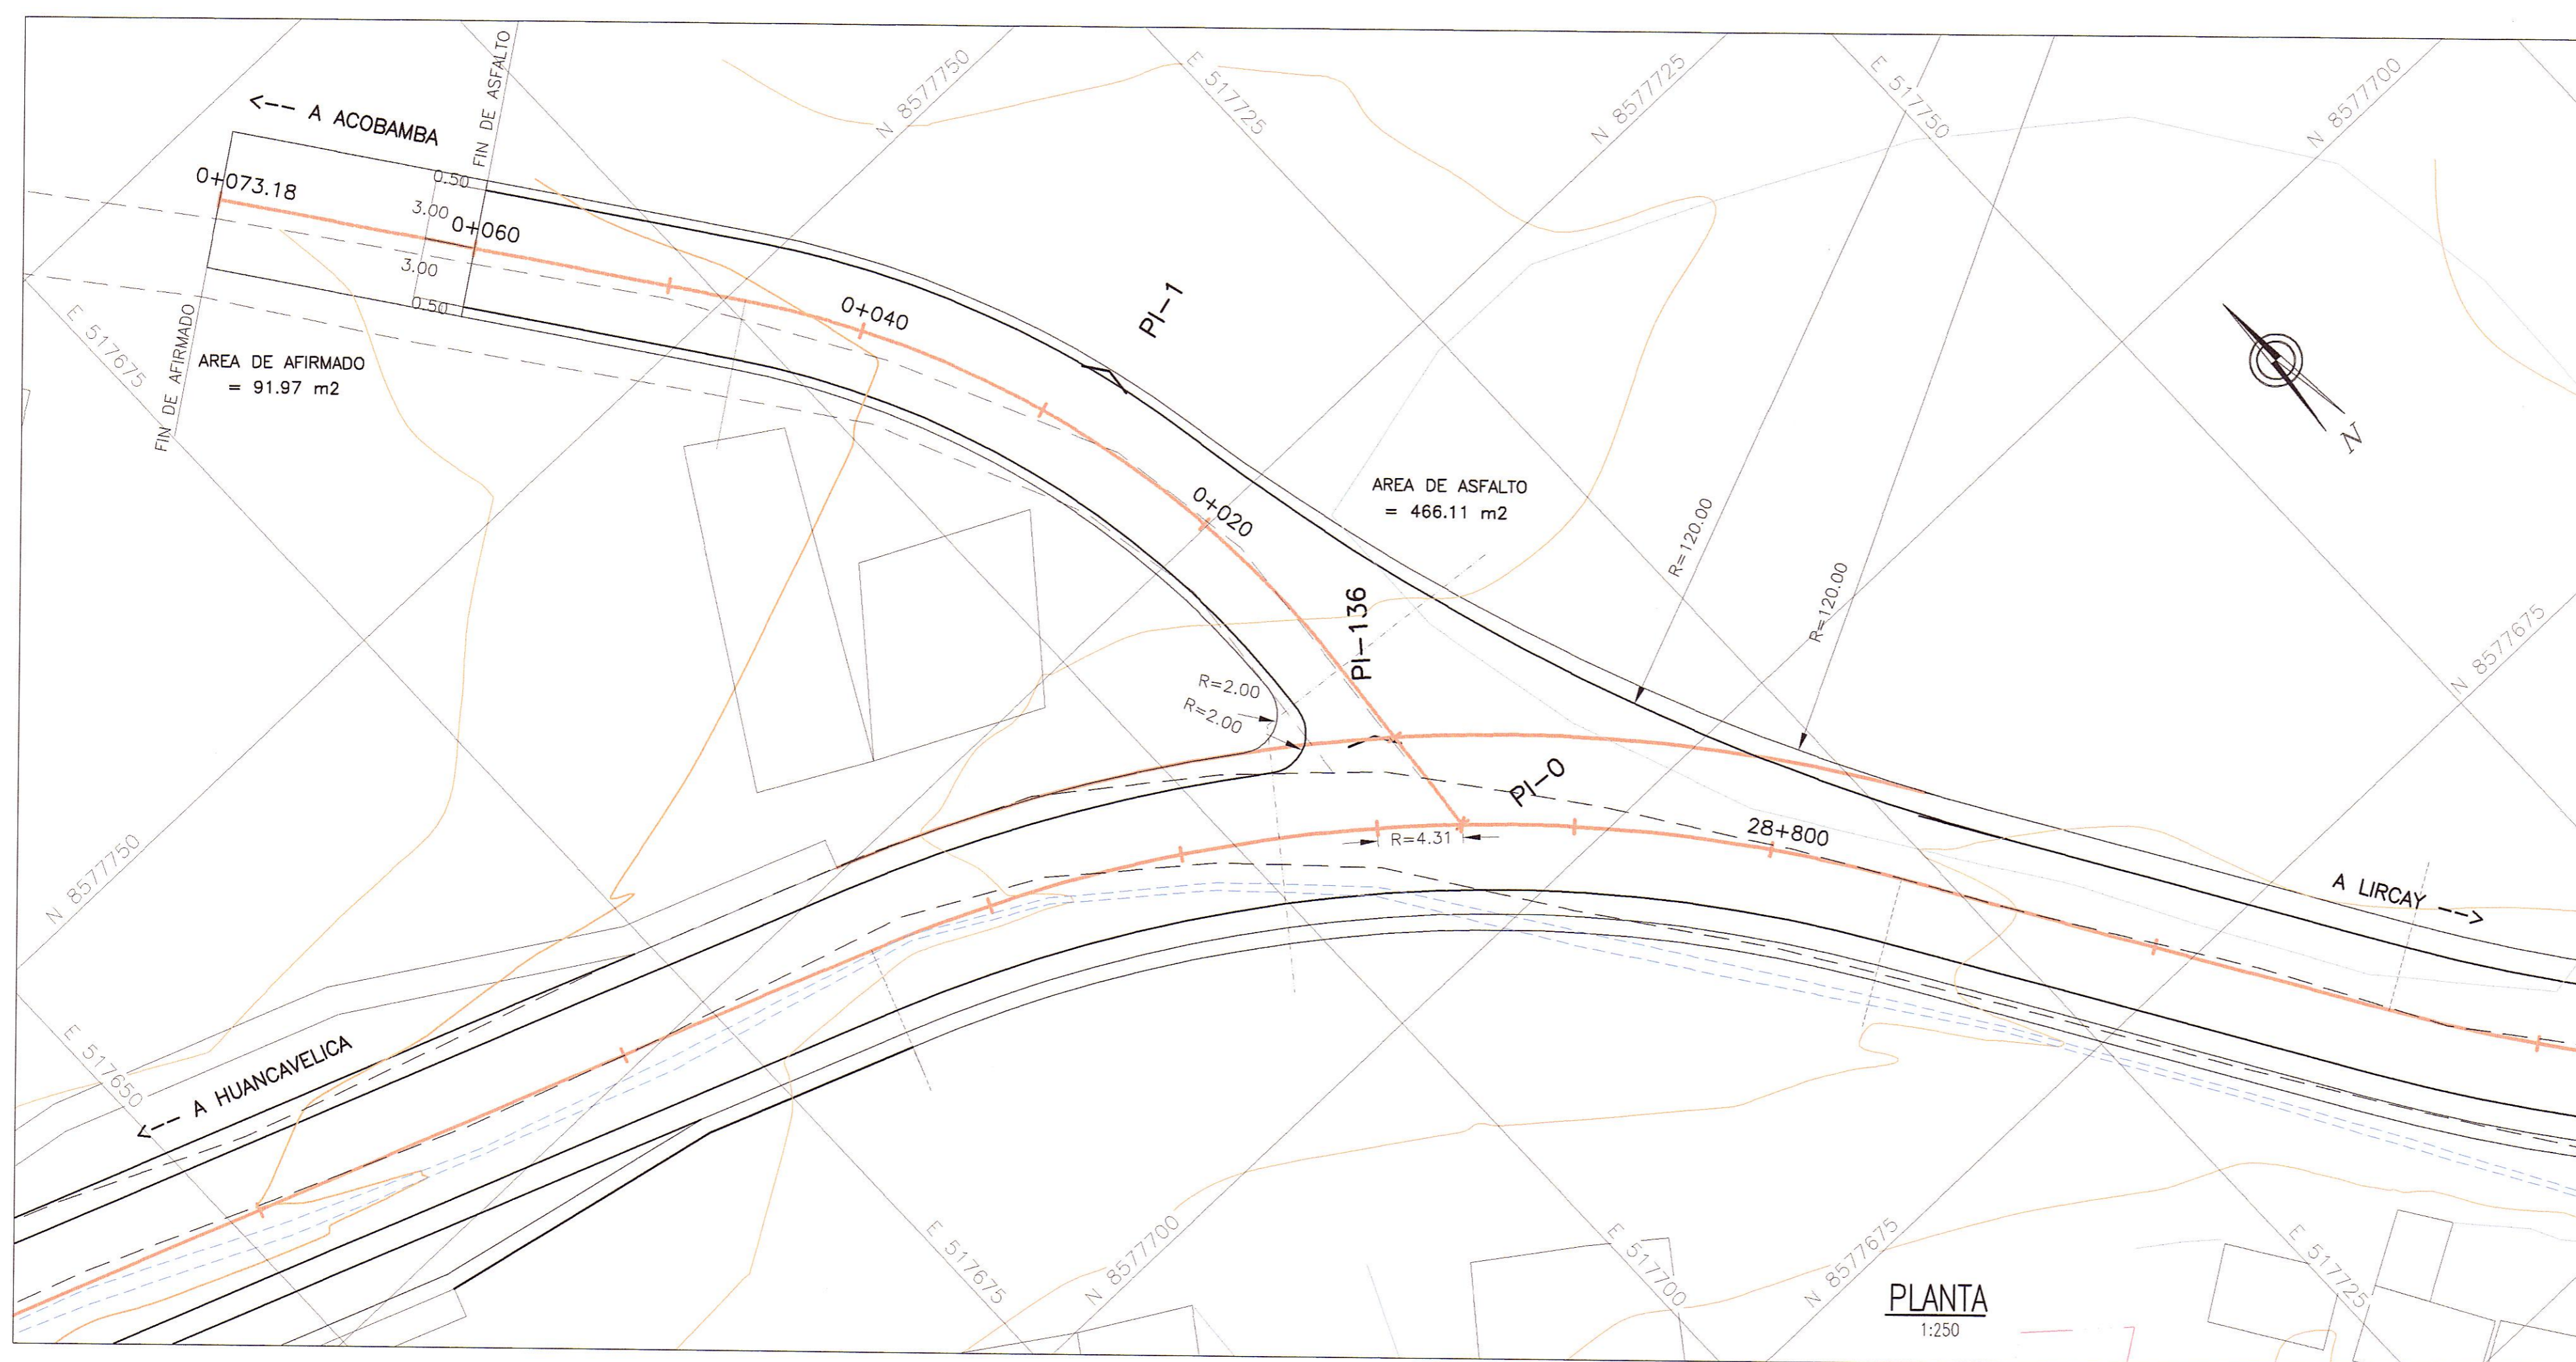 <-- A ACOBAMBA
FIN DE ASFALTO
N 8577750
E 517725
N 8577725
E 517750
N 8577700
0+073.18
0.50
3.00
0+060
3.00
0.50
0+040
PI-1
E 517675
FIN DE AFIRMADO
AREA DE AFIRMADO
= 91.97 m2
N
0+020
AREA DE ASFALTO
= 466.11 m2
R=120.00
R=120.00
PI-136
N 8577675
R=2.00
R=2.00
PI-0
R=4.31
28+800
A LIRCAY -->
N 8577750
E 517650
<-- A HUANCAVELICA
E 517675
N 8577700
E 517700
N 8577675
E 517725
PLANTA
1:250